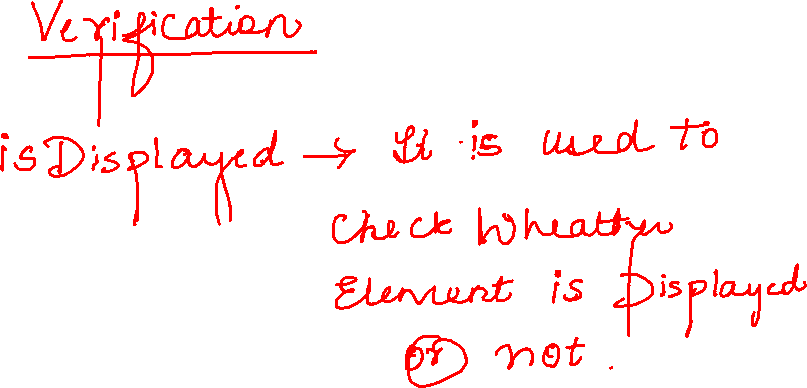 Verification
isDisplayed → It is used to
Check Wheather
Element is Displayed
or not.